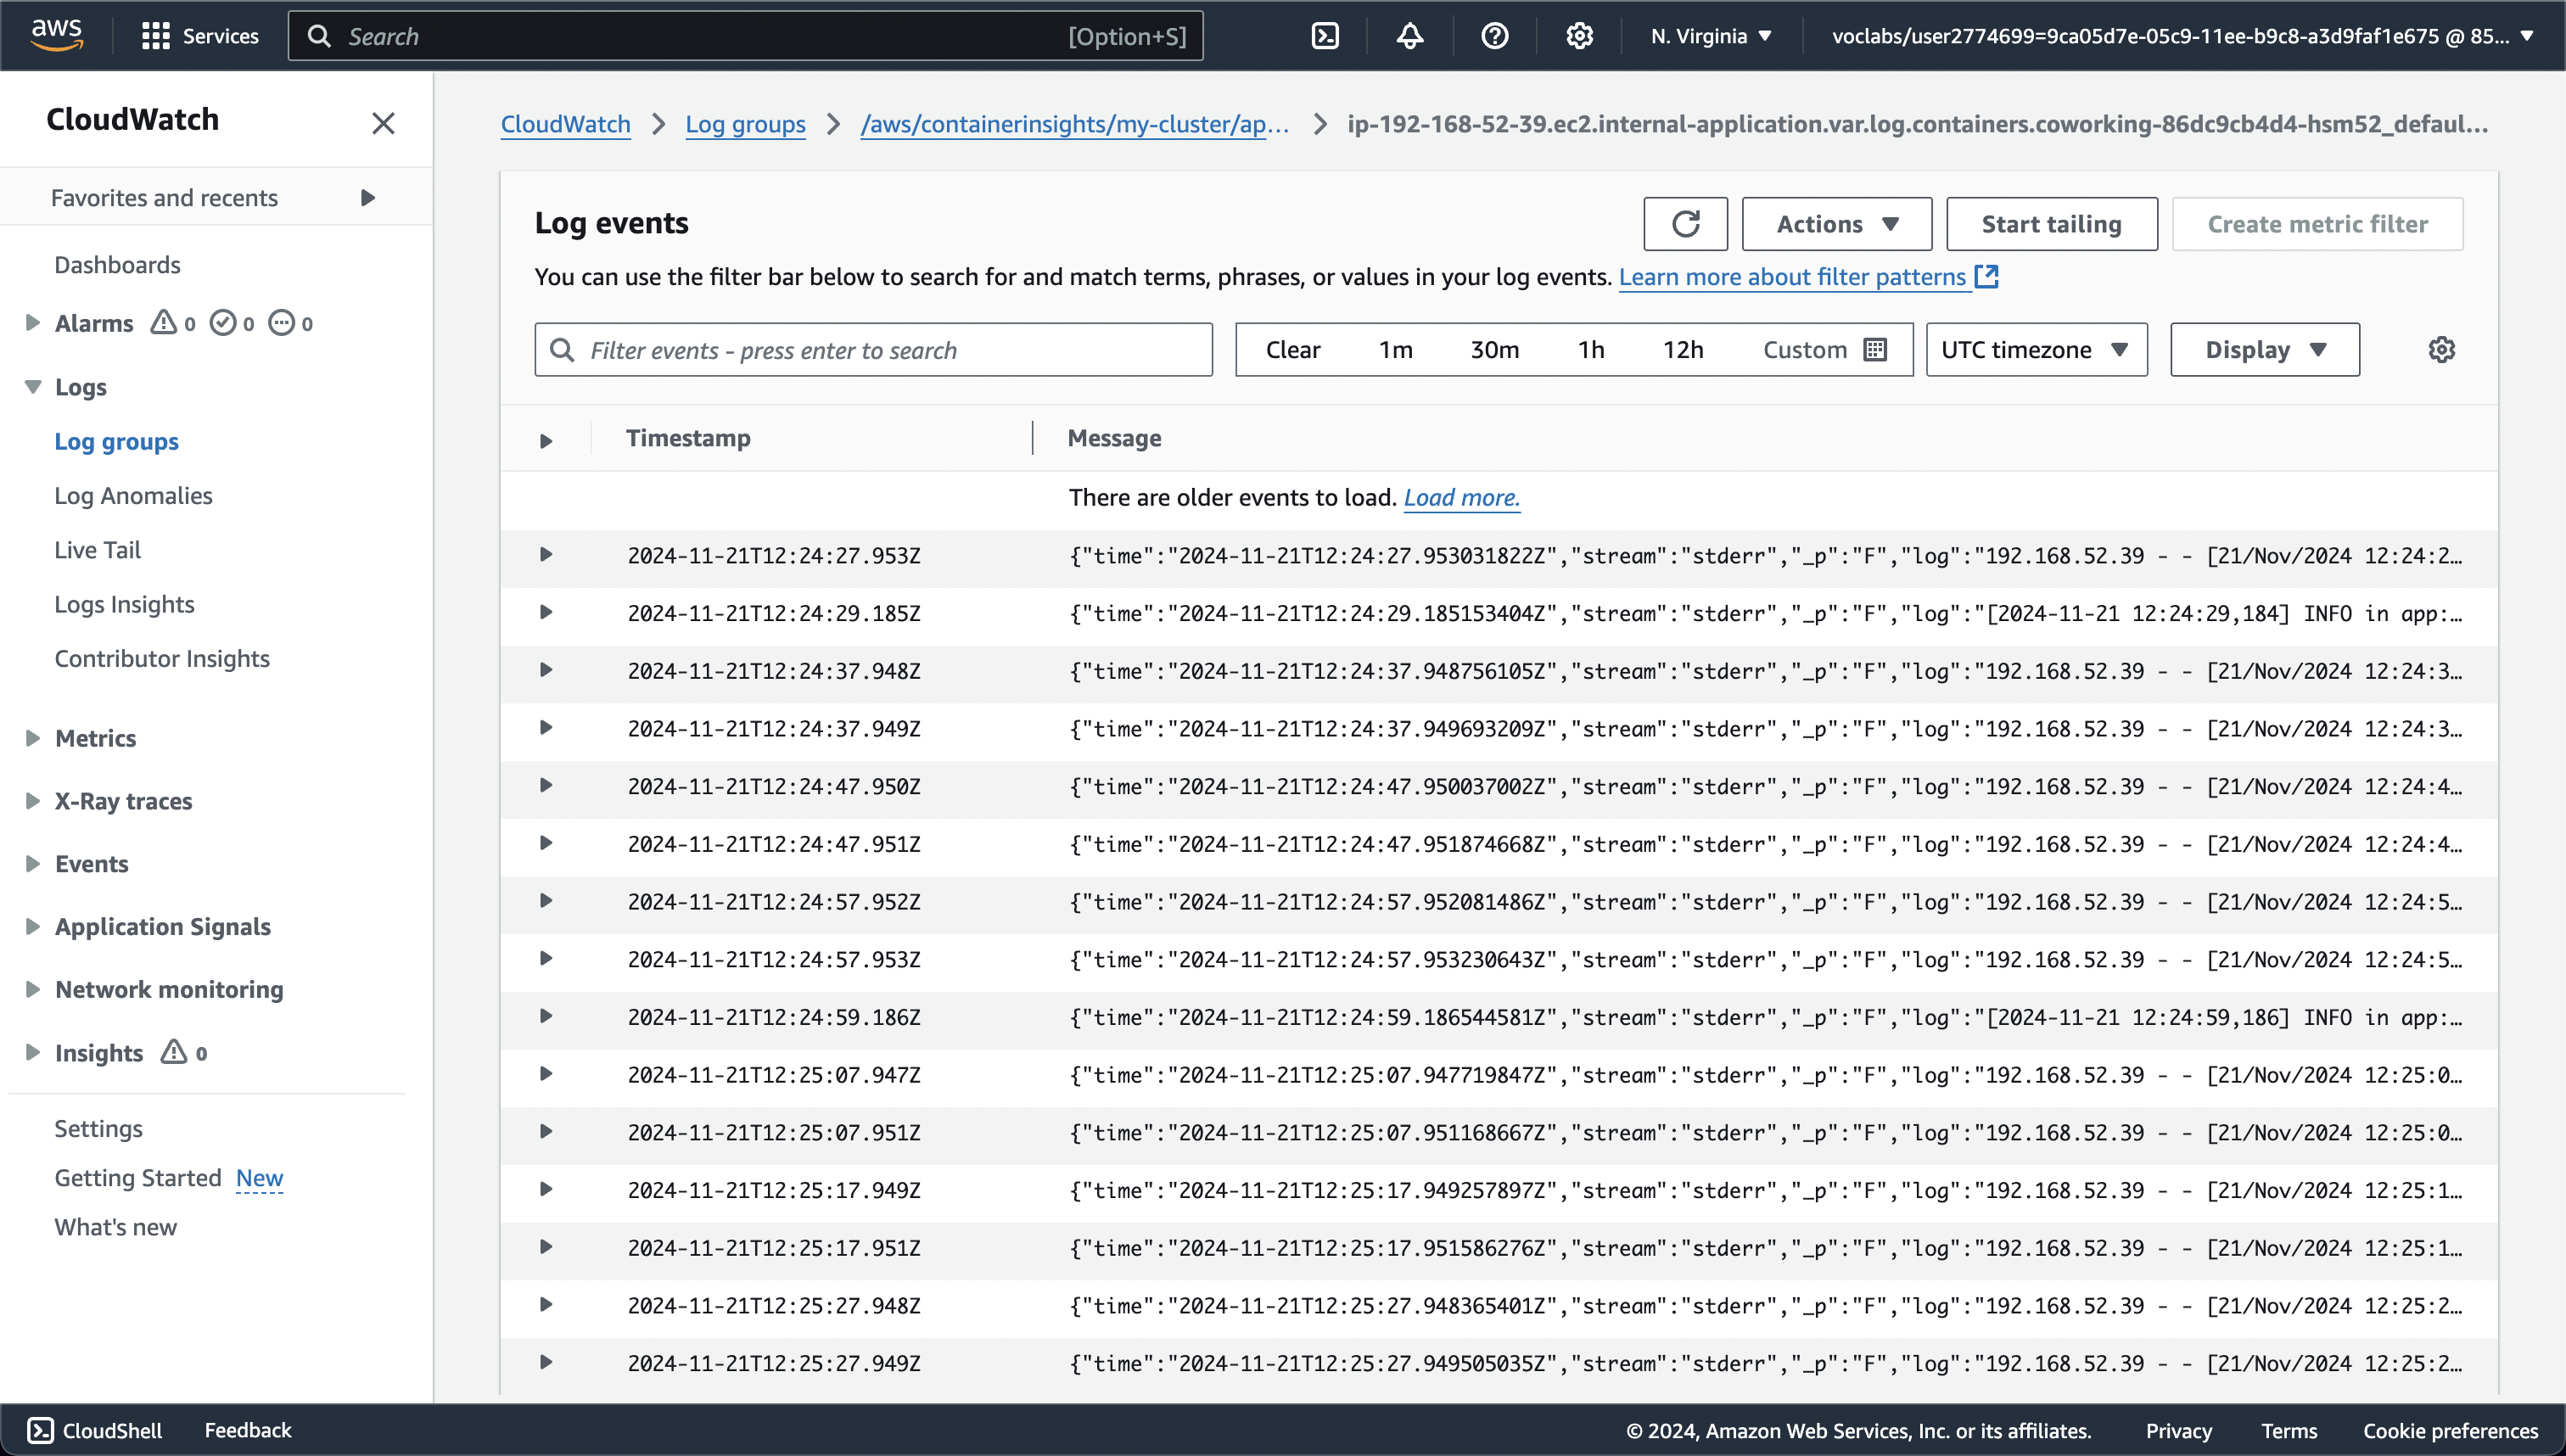 aws Services Search [Option+S] N. Virginia voclabs/user2774699=9ca05d7e-05c9-11ee-b9c8-a3d9faf1e675 @ 85...
CloudWatch
Favorites and recents
Dashboards
Alarms 0 0 0
Logs
Log groups
Log Anomalies
Live Tail
Logs Insights
Contributor Insights
Metrics
X-Ray traces
Events
Application Signals
Network monitoring
Insights 0
Settings
Getting Started New
What's new
CloudWatch Log groups /aws/containerinsights/my-cluster/ap... ip-192-168-52-39.ec2.internal-application.var.log.containers.coworking-86dc9cb4d4-hsm52_defaul...
Log events
Actions Start tailing Create metric filter
You can use the filter bar below to search for and match terms, phrases, or values in your log events. Learn more about filter patterns
Filter events - press enter to search Clear 1m 30m 1h 12h Custom UTC timezone Display
Timestamp Message
There are older events to load. Load more.
2024-11-21T12:24:27.953Z {"time":"2024-11-21T12:24:27.953031822Z","stream":"stderr","_p":"F","log":"192.168.52.39 - - [21/Nov/2024 12:24:2...
2024-11-21T12:24:29.185Z {"time":"2024-11-21T12:24:29.185153404Z","stream":"stderr","_p":"F","log":"[2024-11-21 12:24:29,184] INFO in app:...
2024-11-21T12:24:37.948Z {"time":"2024-11-21T12:24:37.948756105Z","stream":"stderr","_p":"F","log":"192.168.52.39 - - [21/Nov/2024 12:24:3...
2024-11-21T12:24:37.949Z {"time":"2024-11-21T12:24:37.949693209Z","stream":"stderr","_p":"F","log":"192.168.52.39 - - [21/Nov/2024 12:24:3...
2024-11-21T12:24:47.950Z {"time":"2024-11-21T12:24:47.950037002Z","stream":"stderr","_p":"F","log":"192.168.52.39 - - [21/Nov/2024 12:24:4...
2024-11-21T12:24:47.951Z {"time":"2024-11-21T12:24:47.951874668Z","stream":"stderr","_p":"F","log":"192.168.52.39 - - [21/Nov/2024 12:24:4...
2024-11-21T12:24:57.952Z {"time":"2024-11-21T12:24:57.952081486Z","stream":"stderr","_p":"F","log":"192.168.52.39 - - [21/Nov/2024 12:24:5...
2024-11-21T12:24:57.953Z {"time":"2024-11-21T12:24:57.953230643Z","stream":"stderr","_p":"F","log":"192.168.52.39 - - [21/Nov/2024 12:24:5...
2024-11-21T12:24:59.186Z {"time":"2024-11-21T12:24:59.186544581Z","stream":"stderr","_p":"F","log":"[2024-11-21 12:24:59,186] INFO in app:...
2024-11-21T12:25:07.947Z {"time":"2024-11-21T12:25:07.947719847Z","stream":"stderr","_p":"F","log":"192.168.52.39 - - [21/Nov/2024 12:25:0...
2024-11-21T12:25:07.951Z {"time":"2024-11-21T12:25:07.951168667Z","stream":"stderr","_p":"F","log":"192.168.52.39 - - [21/Nov/2024 12:25:0...
2024-11-21T12:25:17.949Z {"time":"2024-11-21T12:25:17.949257897Z","stream":"stderr","_p":"F","log":"192.168.52.39 - - [21/Nov/2024 12:25:1...
2024-11-21T12:25:17.951Z {"time":"2024-11-21T12:25:17.951586276Z","stream":"stderr","_p":"F","log":"192.168.52.39 - - [21/Nov/2024 12:25:1...
2024-11-21T12:25:27.948Z {"time":"2024-11-21T12:25:27.948365401Z","stream":"stderr","_p":"F","log":"192.168.52.39 - - [21/Nov/2024 12:25:2...
2024-11-21T12:25:27.949Z {"time":"2024-11-21T12:25:27.949505035Z","stream":"stderr","_p":"F","log":"192.168.52.39 - - [21/Nov/2024 12:25:2...
CloudShell Feedback © 2024, Amazon Web Services, Inc. or its affiliates. Privacy Terms Cookie preferences